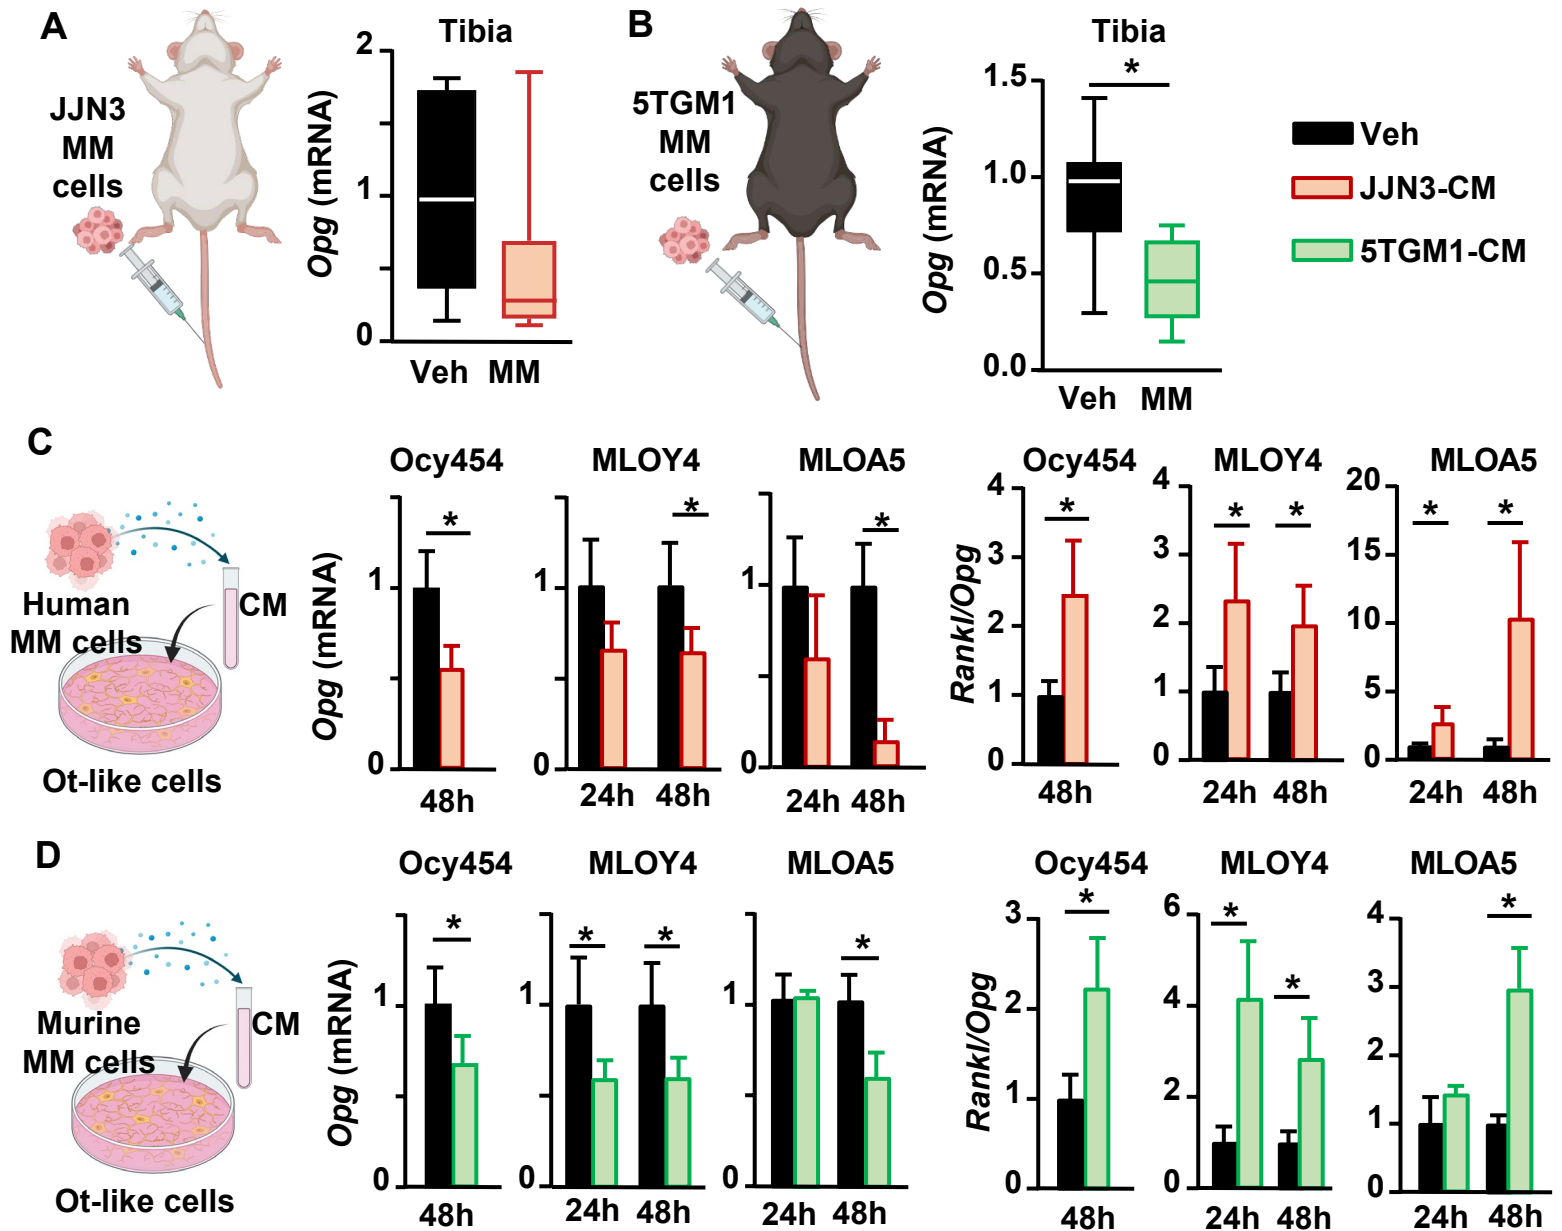 A
JJN3
MM
cells
Tibia
Opg (mRNA)
2
1
0
Veh MM
B
5TGM1
MM
cells
Tibia
*
Opg (mRNA)
1.5
1.0
0.5
0.0
Veh MM
Veh
JJN3-CM
5TGM1-CM
C
Human
MM cells
CM
Ot-like cells
Opg (mRNA)
Ocy454
*
1
0
48h
MLOY4
*
1
0
24h 48h
MLOA5
*
1
0
24h 48h
Rankl/Opg
Ocy454
*
4
3
2
1
0
48h
MLOY4
* *
4
3
2
1
0
24h 48h
MLOA5
* *
20
15
10
5
0
24h 48h
D
Murine
MM cells
CM
Ot-like cells
Opg (mRNA)
Ocy454
*
1
0
48h
MLOY4
* *
1
0
24h 48h
MLOA5
*
1
0
24h 48h
Rankl/Opg
Ocy454
*
3
2
1
0
48h
MLOY4
*
*
6
4
2
0
24h 48h
MLOA5
*
4
3
2
1
0
24h 48h